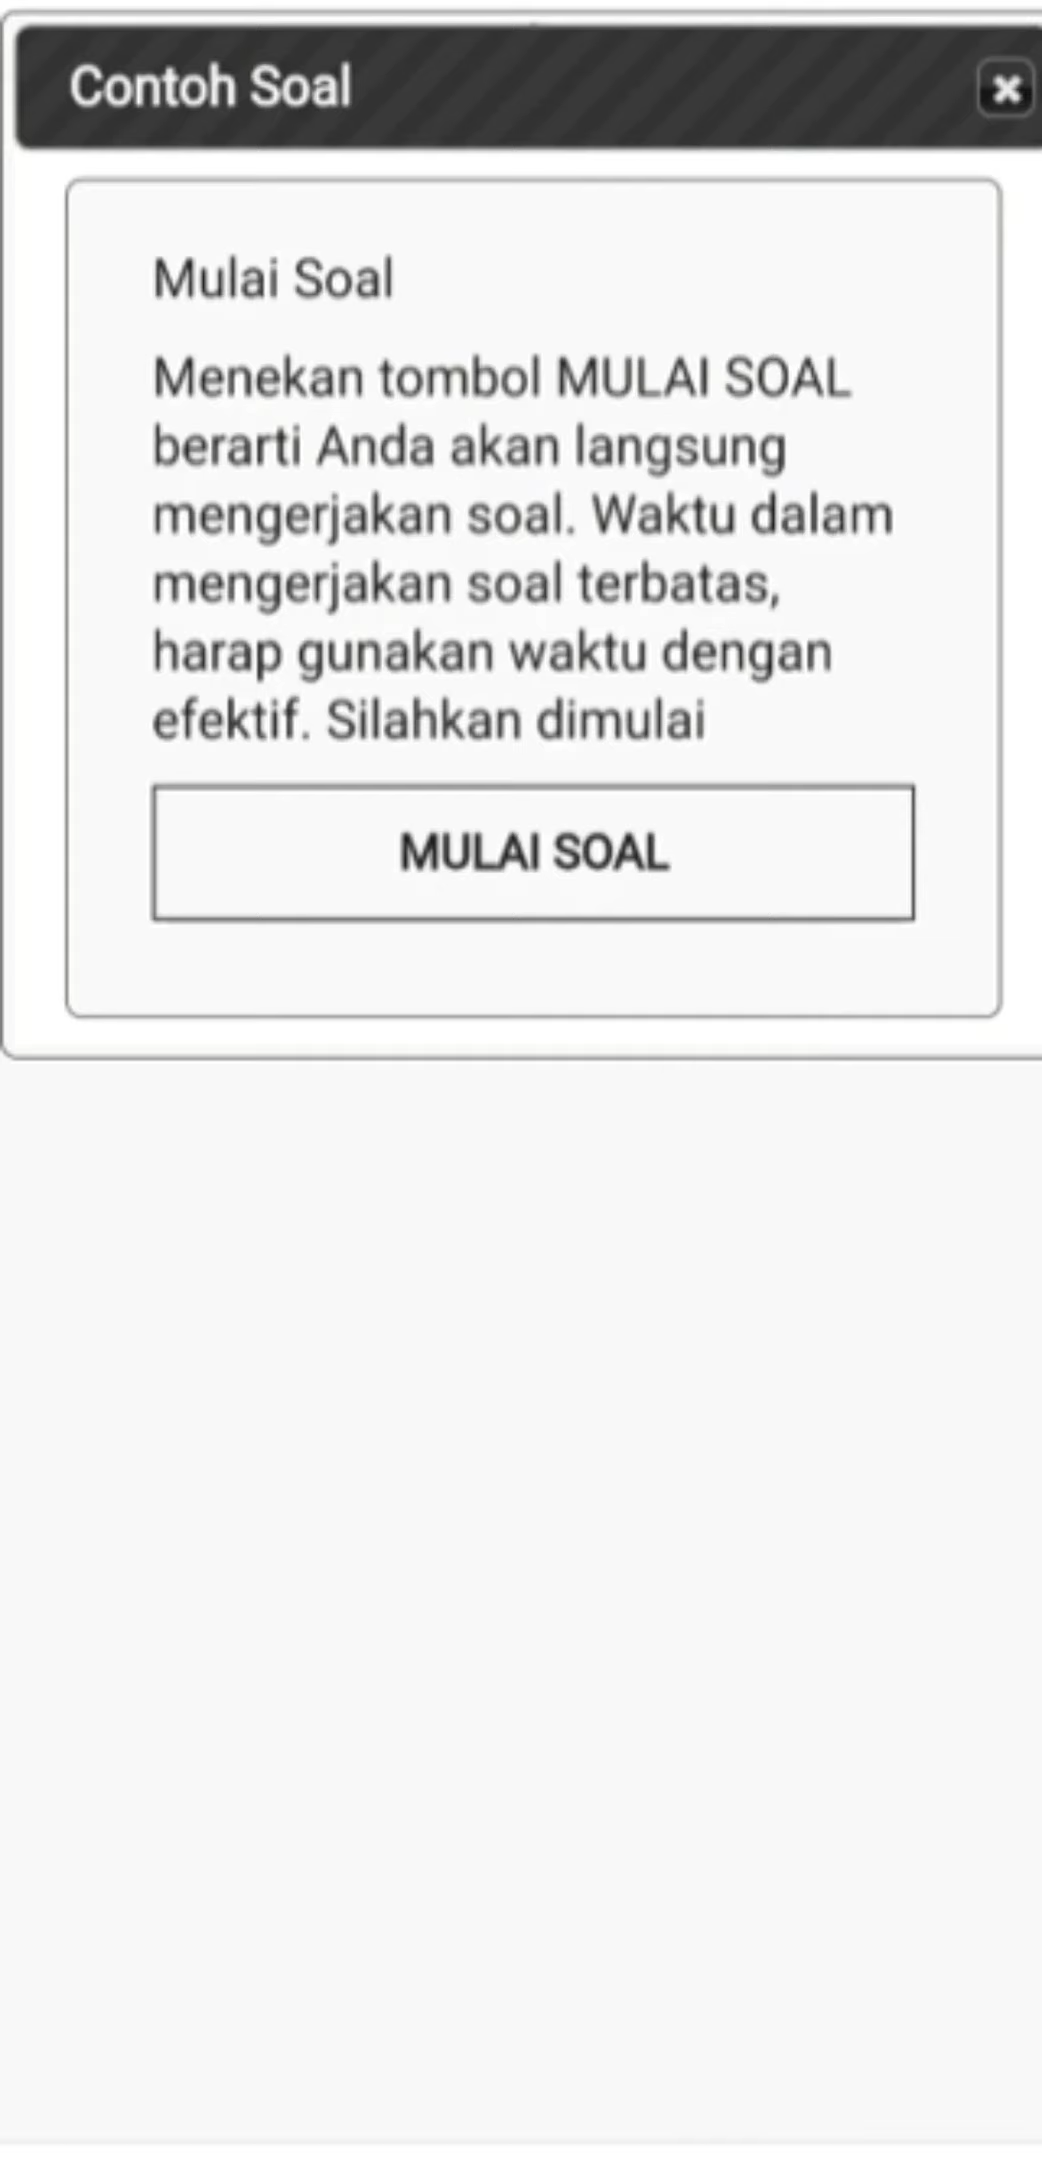 Contoh Soal
Mulai Soal
Menekan tombol MULAI SOAL
berarti Anda akan langsung
mengerjakan soal. Waktu dalam
mengerjakan soal terbatas,
harap gunakan waktu dengan
efektif. Silahkan dimulai
MULAI SOAL